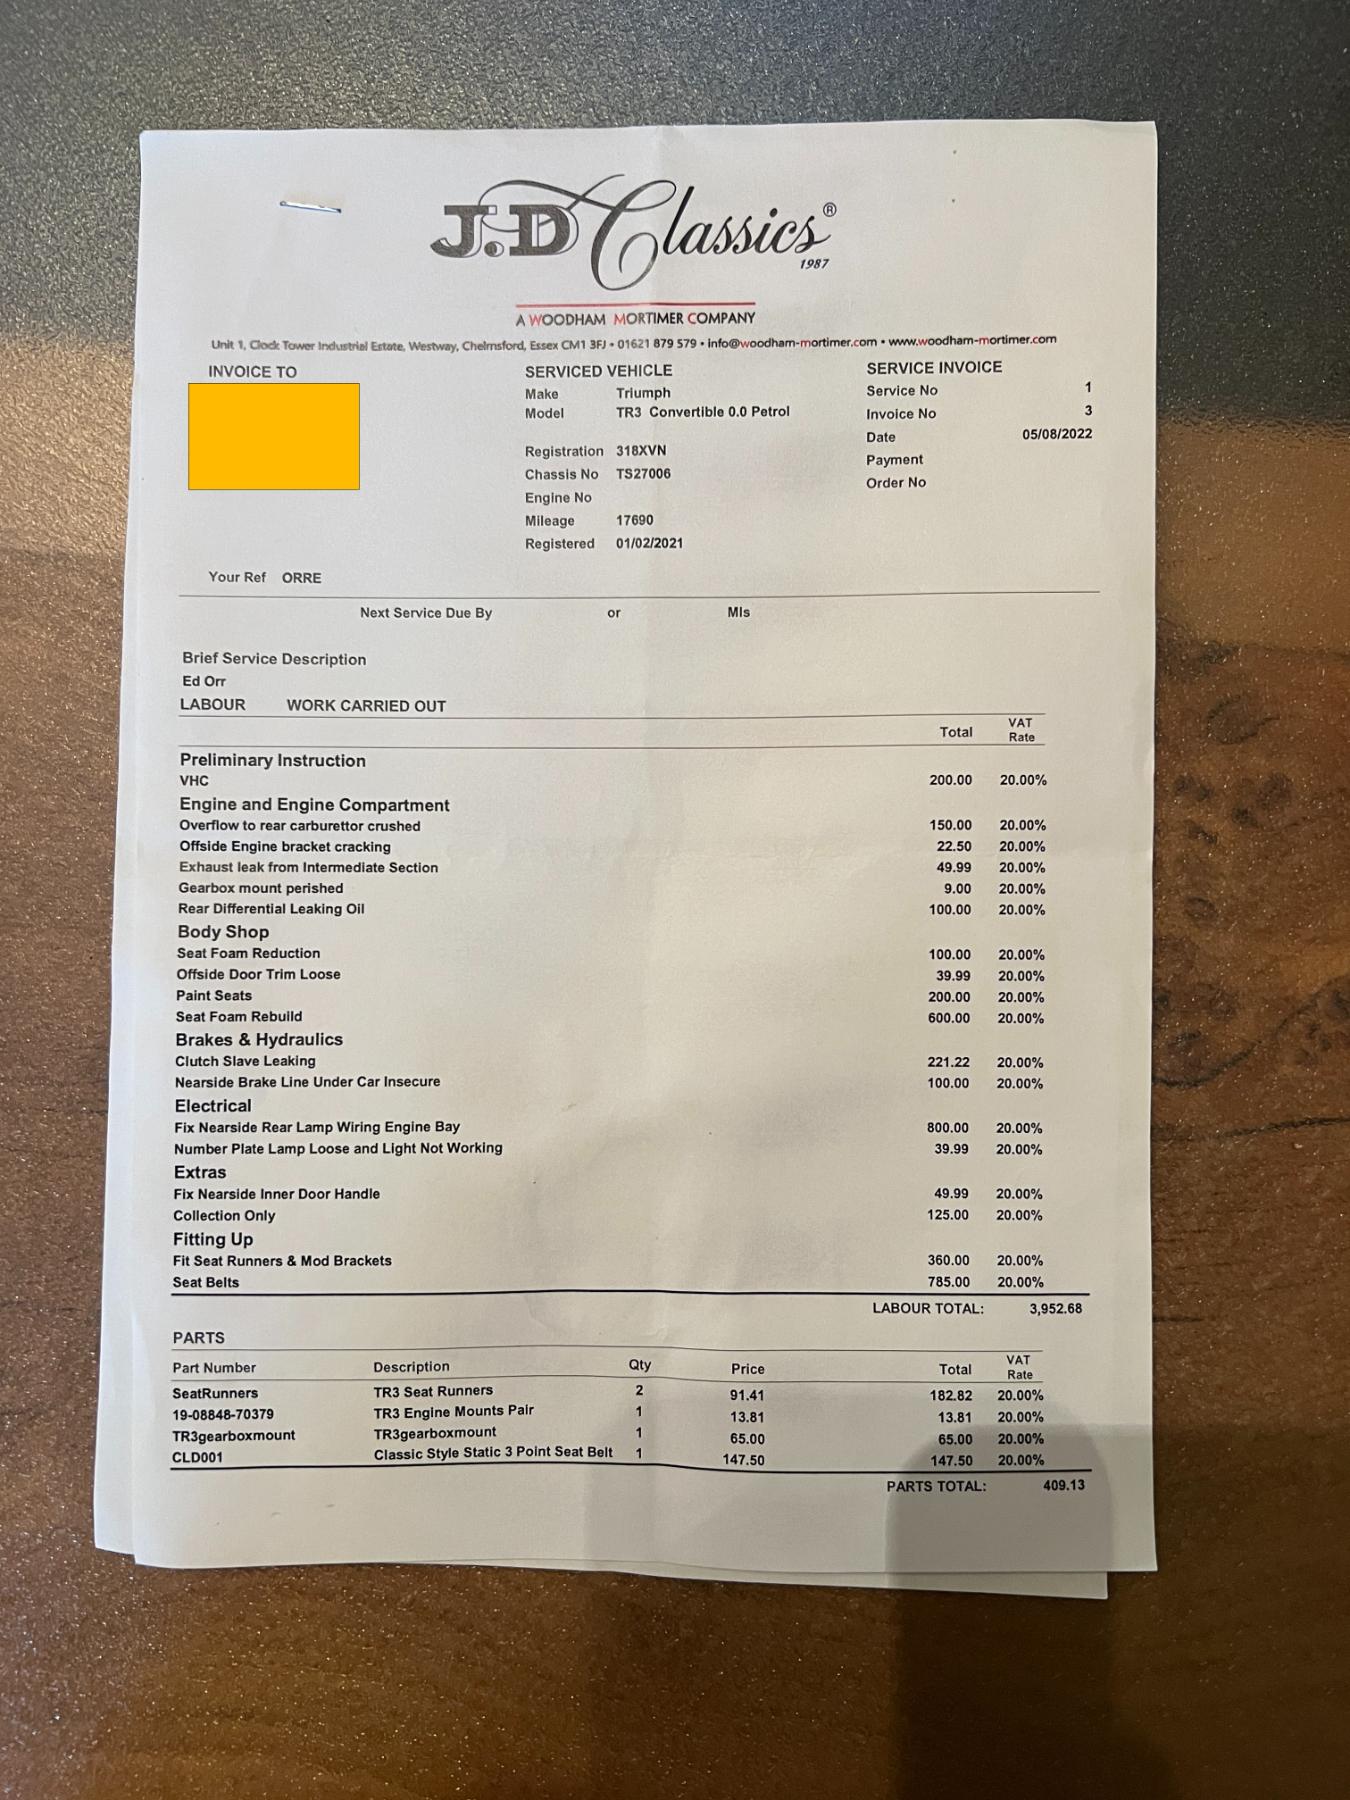 J.D Classics®
1987
A WOODHAM MORTIMER COMPANY
Unit 1, Clock Tower Industrial Estate, Westway, Chelmsford, Essex CM1 3FJ • 01621 879 579 • info@woodham-mortimer.com • www.woodham-mortimer.com
INVOICE TO
SERVICED VEHICLE
Make Triumph
Model TR3 Convertible 0.0 Petrol
Registration 318XVN
Chassis No TS27006
Engine No
Mileage 17690
Registered 01/02/2021
SERVICE INVOICE
Service No 1
Invoice No 3
Date 05/08/2022
Payment
Order No
Your Ref ORRE
Next Service Due By or Mls
Brief Service Description
Ed Orr
LABOUR WORK CARRIED OUT
Total VAT Rate
Preliminary Instruction
VHC 200.00 20.00%
Engine and Engine Compartment
Overflow to rear carburettor crushed 150.00 20.00%
Offside Engine bracket cracking 22.50 20.00%
Exhaust leak from Intermediate Section 49.99 20.00%
Gearbox mount perished 9.00 20.00%
Rear Differential Leaking Oil 100.00 20.00%
Body Shop
Seat Foam Reduction 100.00 20.00%
Offside Door Trim Loose 39.99 20.00%
Paint Seats 200.00 20.00%
Seat Foam Rebuild 600.00 20.00%
Brakes & Hydraulics
Clutch Slave Leaking 221.22 20.00%
Nearside Brake Line Under Car Insecure 100.00 20.00%
Electrical
Fix Nearside Rear Lamp Wiring Engine Bay 800.00 20.00%
Number Plate Lamp Loose and Light Not Working 39.99 20.00%
Extras
Fix Nearside Inner Door Handle 49.99 20.00%
Collection Only 125.00 20.00%
Fitting Up
Fit Seat Runners & Mod Brackets 360.00 20.00%
Seat Belts 785.00 20.00%
LABOUR TOTAL: 3,952.68
PARTS
Part Number Description Qty Price Total VAT Rate
SeatRunners TR3 Seat Runners 2 91.41 182.82 20.00%
19-08848-70379 TR3 Engine Mounts Pair 1 13.81 13.81 20.00%
TR3gearboxmount TR3gearboxmount 1 65.00 65.00 20.00%
CLD001 Classic Style Static 3 Point Seat Belt 1 147.50 147.50 20.00%
PARTS TOTAL: 409.13